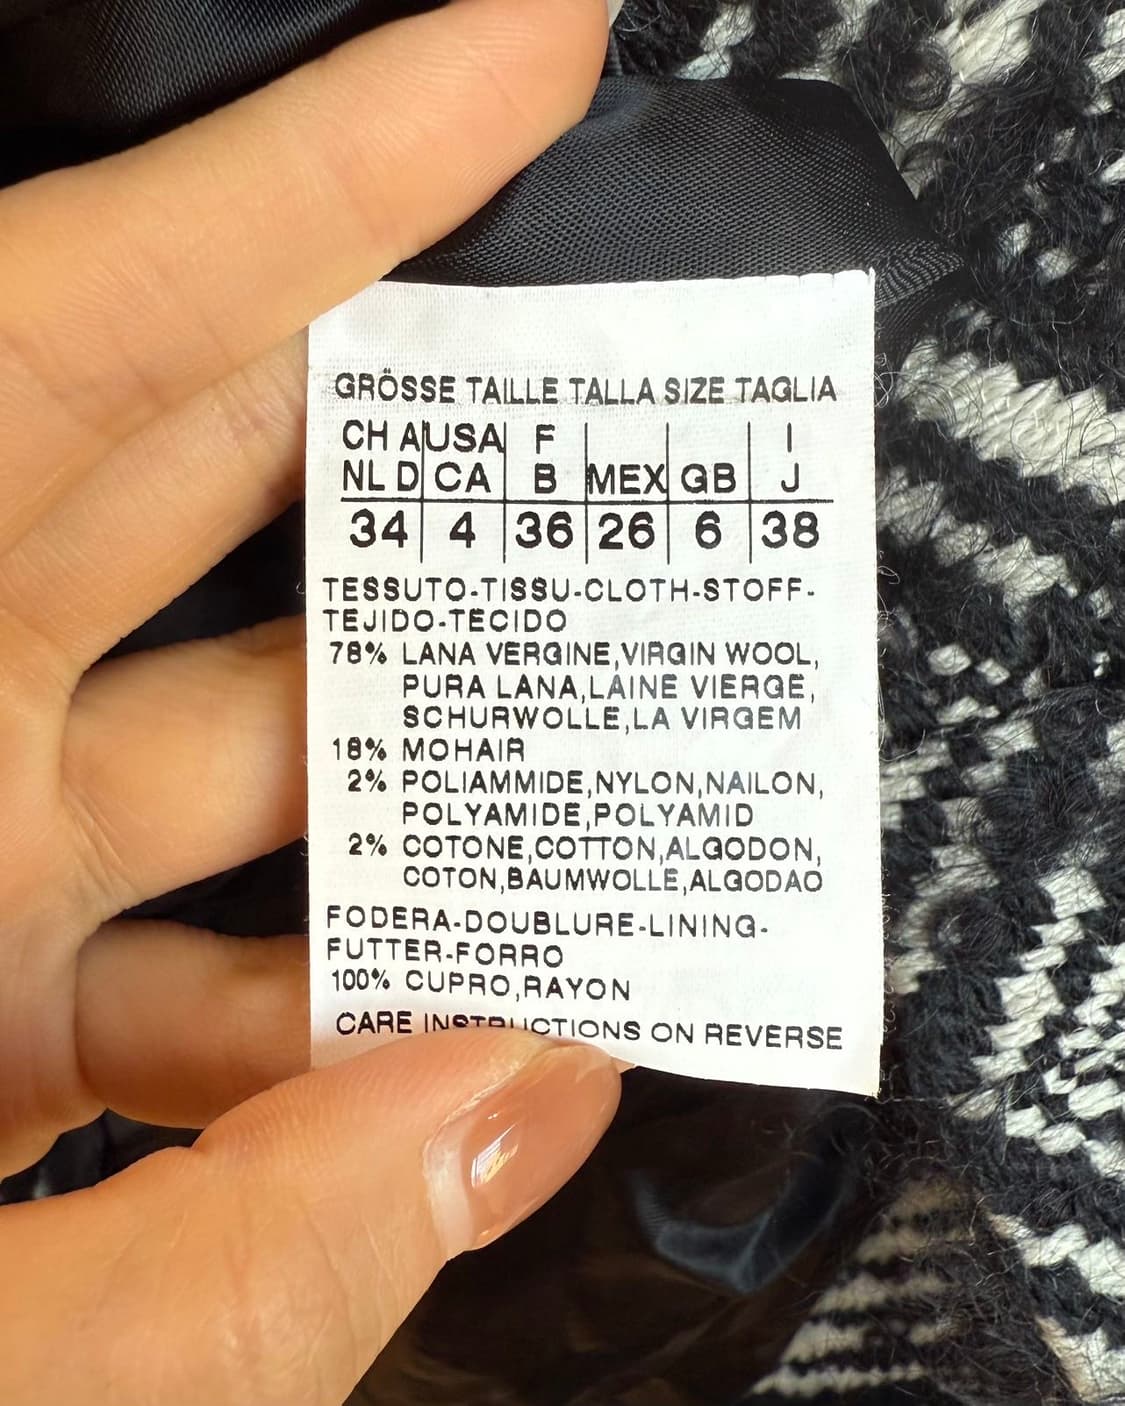 GRÖSSE TAILLE TALLA SIZE TAGLIA
CH A USA F I
NL D CA B MEX GB J
34 4 36 26 6 38
TESSUTO-TISSU-CLOTH-STOFF-
TEJIDO-TECIDO
78% LANA VERGINE,VIRGIN WOOL,
PURA LANA,LAINE VIERGE,
SCHURWOLLE,LA VIRGEM
18% MOHAIR
2% POLIAMMIDE,NYLON,NAILON,
POLYAMIDE,POLYAMID
2% COTONE,COTTON,ALGODON,
COTON,BAUMWOLLE,ALGODAO
FODERA-DOUBLURE-LINING-
FUTTER-FORRO
100% CUPRO,RAYON
CARE INSTRUCTIONS ON REVERSE